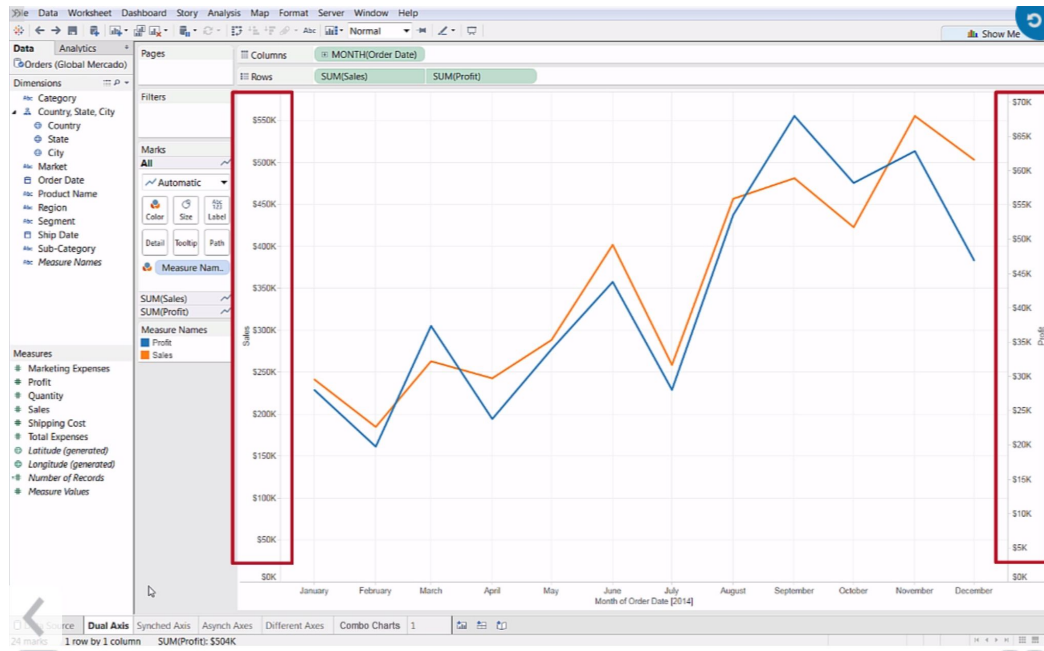 Data Worksheet Dashboard Story Analysis Map Format Server Window Help
Abc Normal Show Me
Data Analytics
Orders (Global Mercado)
Dimensions
Abc Category
Country, State, City
Country
State
City
Abc Market
Order Date
Abc Product Name
Abc Region
Abc Segment
Ship Date
Abc Sub-Category
Abc Measure Names
Measures
# Marketing Expenses
# Profit
# Quantity
# Sales
# Shipping Cost
# Total Expenses
Latitude (generated)
Longitude (generated)
Number of Records
# Measure Values
Pages
Filters
Marks
All
Automatic
Color Size Label
Detail Tooltip Path
Measure Nam..
SUM(Sales)
SUM(Profit)
Measure Names
Profit
Sales
Columns MONTH(Order Date)
Rows SUM(Sales) SUM(Profit)
$550K
$500K
$450K
$400K
$350K
$300K
$250K
$200K
$150K
$100K
$50K
$0K
Sales
$70K
$65K
$60K
$55K
$50K
$45K
$40K
$35K
$30K
$25K
$20K
$15K
$10K
$5K
$0K
Profit
January February March April May June July August September October November December
Month of Order Date [2014]
Dual Axis Synched Axis Asynch Axes Different Axes Combo Charts 1
24 marks 1 row by 1 column SUM(Profit): $504K